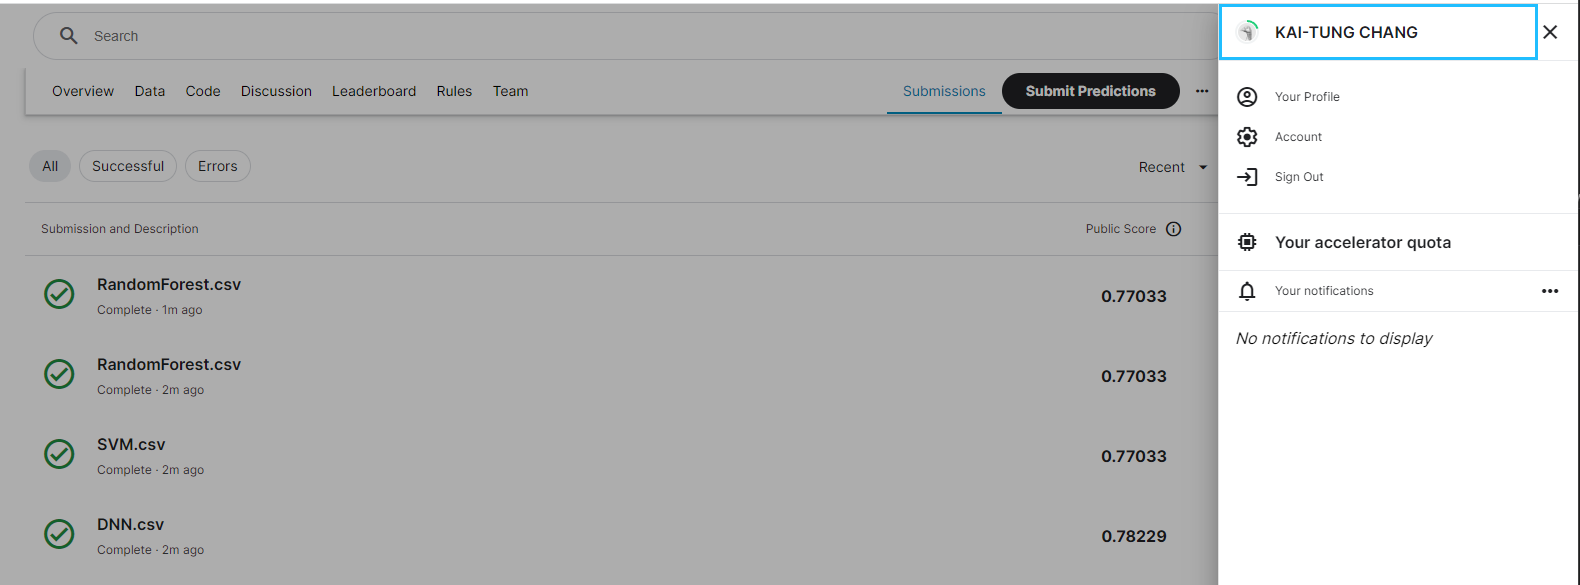 Search
Overview Data Code Discussion Leaderboard Rules Team Submissions Submit Predictions ...
All Successful Errors Recent
Submission and Description Public Score
RandomForest.csv
Complete · 1m ago
0.77033
RandomForest.csv
Complete · 2m ago
0.77033
SVM.csv
Complete · 2m ago
0.77033
DNN.csv
Complete · 2m ago
0.78229
KAI-TUNG CHANG
Your Profile
Account
Sign Out
Your accelerator quota
Your notifications
No notifications to display